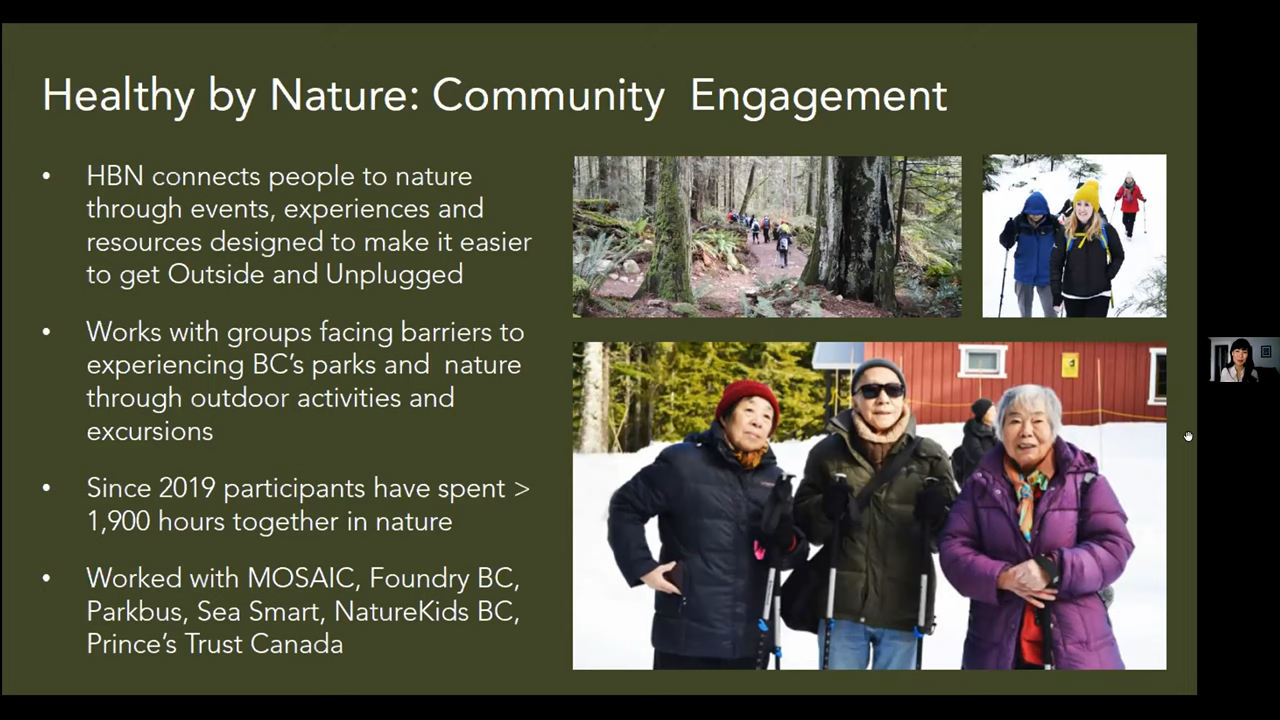 Healthy by Nature: Community  Engagement
• HBN connects people to nature
through events, experiences and
resources designed to make it easier
to get Outside and Unplugged
• Works with groups facing barriers to
experiencing BC’s parks and  nature
through outdoor activities and
excursions
• Since 2019 participants have spent >
1,900 hours together in nature
• Worked with MOSAIC, Foundry BC,
Parkbus, Sea Smart, NatureKids BC,
Prince’s Trust Canada